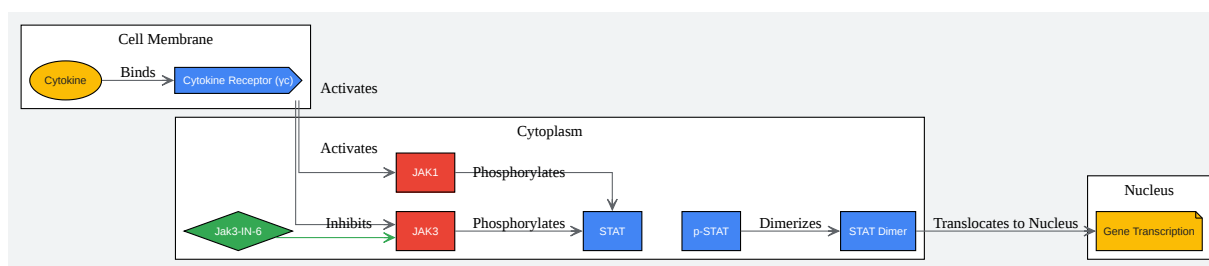 Cell Membrane
Cytokine
Binds
Cytokine Receptor (γc)
Activates
Cytoplasm
Activates
JAK1
Phosphorylates
Nucleus
Jak3-IN-6
Inhibits
JAK3
Phosphorylates
STAT
p-STAT
Dimerizes
STAT Dimer
Translocates to Nucleus
Gene Transcription